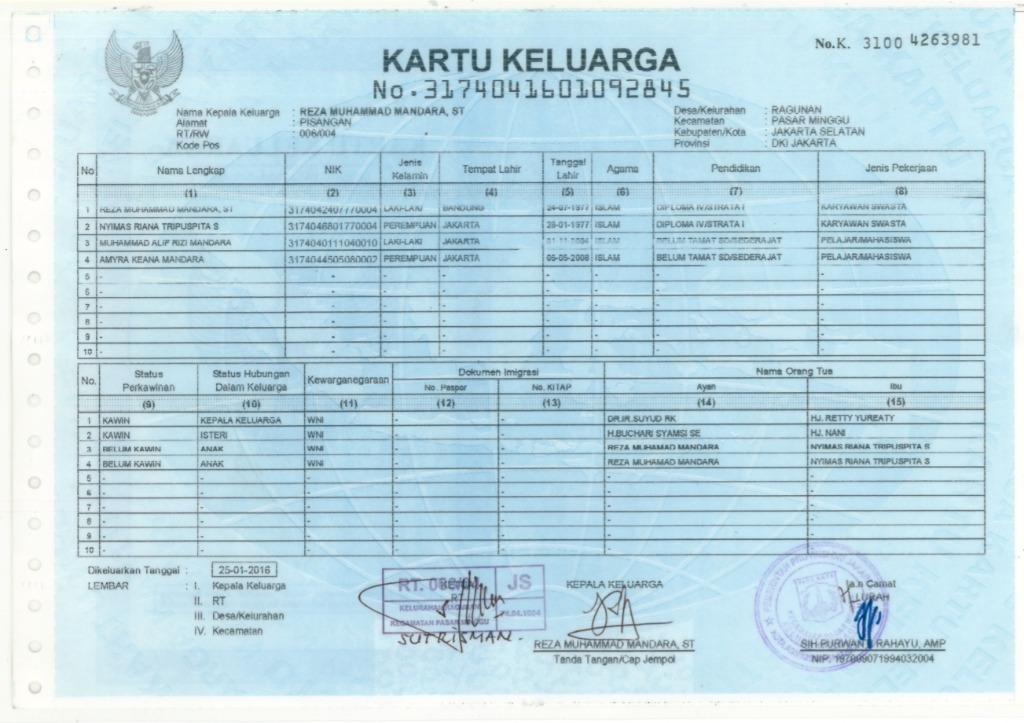 No.K. 3100 4263981
KARTU KELUARGA
No.3174041601092845
Nama Kepala Keluarga : REZA MUHAMMAD MANDARA, ST
Alamat : PISANGAN
RT/RW : 006/004
Kode Pos :
Desa/Kelurahan : RAGUNAN
Kecamatan : PASAR MINGGU
Kabupaten/Kota : JAKARTA SELATAN
Provinsi : DKI JAKARTA
No Nama Lengkap NIK Jenis Kelamin Tempat Lahir Tanggal Lahir Agama Pendidikan Jenis Pekerjaan
(1) (2) (3) (4) (5) (6) (7) (8)
1 REZA MUHAMMAD MANDARA, ST 3174042407770004 LAKI-LAKI BANDUNG 24-07-1977 ISLAM DIPLOMA IV/STRATA I KARYAWAN SWASTA
2 NYIMAS RIANA TRIPUSPITA S 3174046801770004 PEREMPUAN JAKARTA 28-01-1977 ISLAM DIPLOMA IV/STRATA I KARYAWAN SWASTA
3 MUHAMMAD ALIF RIZI MANDARA 3174040111040010 LAKI-LAKI JAKARTA 01-11-2004 ISLAM BELUM TAMAT SD/SEDERAJAT PELAJAR/MAHASISWA
4 AMYRA KEANA MANDARA 3174044505080002 PEREMPUAN JAKARTA 05-05-2008 ISLAM BELUM TAMAT SD/SEDERAJAT PELAJAR/MAHASISWA
5 -
6 -
7 -
8 -
9 -
10 -
No. Status Perkawinan Status Hubungan Dalam Keluarga Kewarganegaraan Dokumen Imigrasi Nama Orang Tua
No. Paspor No. KITAP Ayah Ibu
(9) (10) (11) (12) (13) (14) (15)
1 KAWIN KEPALA KELUARGA WNI - - DR.IR.SUYUD RK HJ. RETTY YUREATY
2 KAWIN ISTERI WNI - - H.BUCHARI SYAMSI SE HJ. NANI
3 BELUM KAWIN ANAK WNI - - REZA MUHAMAD MANDARA NYIMAS RIANA TRIPUSPITA S
4 BELUM KAWIN ANAK WNI - - REZA MUHAMAD MANDARA NYIMAS RIANA TRIPUSPITA S
5 -
6 -
7 -
8 -
9 -
10 -
Dikeluarkan Tanggal : 25-01-2016
LEMBAR : I. Kepala Keluarga
II. RT
III. Desa/Kelurahan
IV. Kecamatan
RT. JS
KELURAHAN RAGUNAN
KECAMATAN PASAR MINGGU
SUTRISMAN.
KEPALA KELUARGA
REZA MUHAMMAD MANDARA, ST
Tanda Tangan/Cap Jempol
a.n Camat
LURAH
RAHAYU, AMP
NIP. 197609071994032004